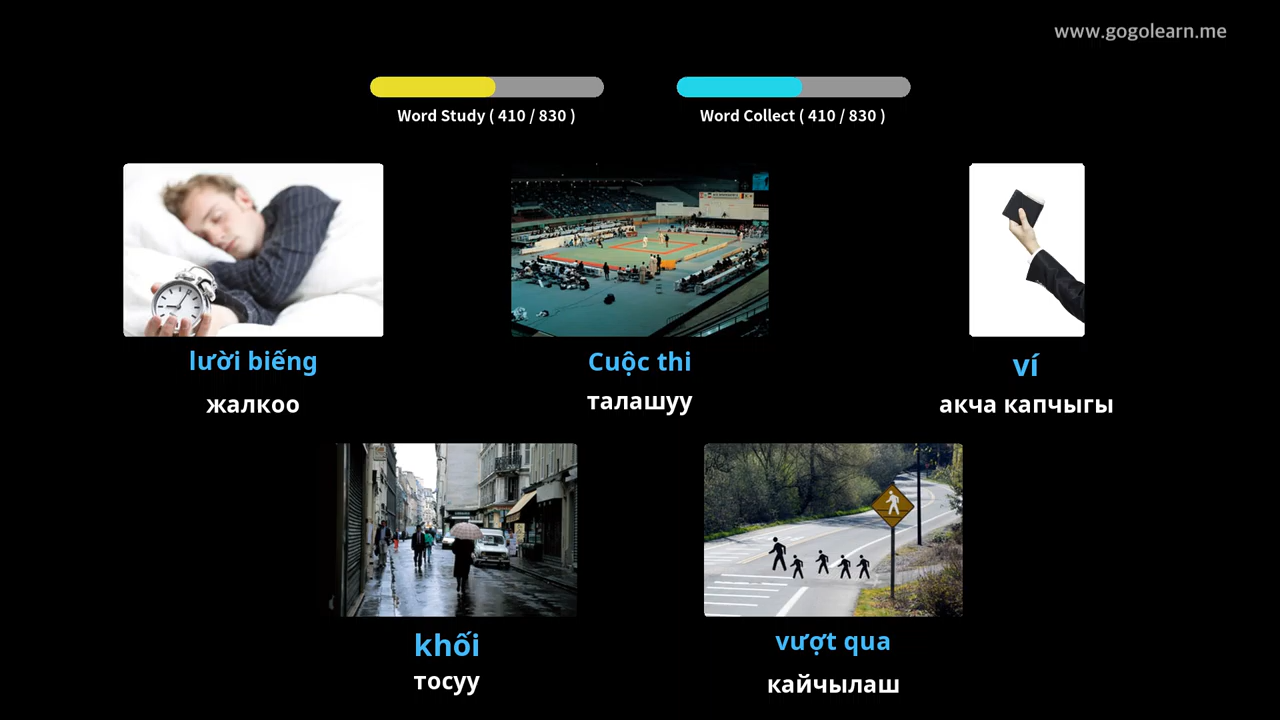 www.gogolearn.me
Word Study ( 410 / 830 )
Word Collect ( 410 / 830 )
lười biếng
жалкоо
Cuộc thi
талашуу
ví
акча капчыгы
khối
тосуу
vượt qua
кайчылаш